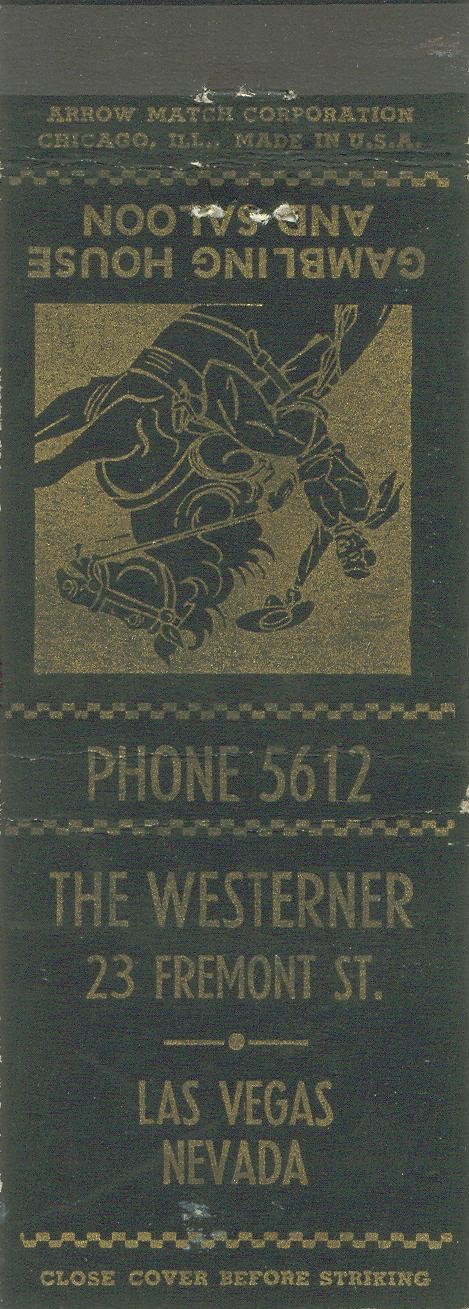 ARROW MATCH CORPORATION
CHICAGO, ILL., MADE IN U.S.A.
GAMBLING HOUSE
AND SALOON
PHONE 5612
THE WESTERNER
23 FREMONT ST.
LAS VEGAS
NEVADA
CLOSE COVER BEFORE STRIKING